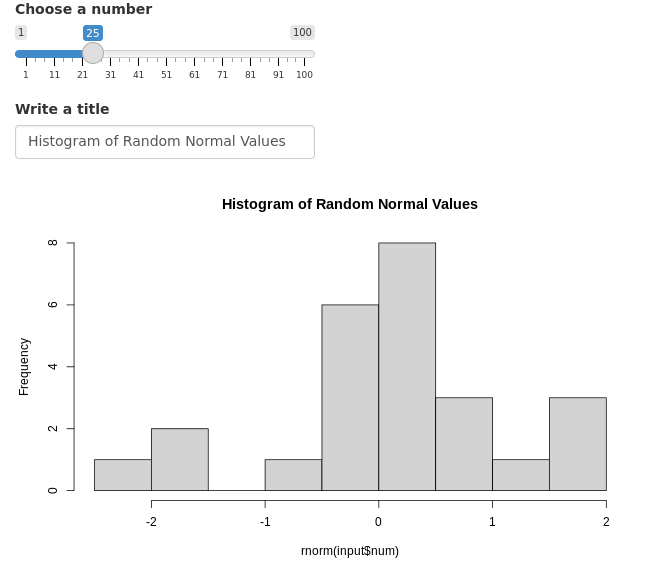 Choose a number
1 25 100
1 11 21 31 41 51 61 71 81 91 100
Write a title
Histogram of Random Normal Values
Histogram of Random Normal Values
8
6
4
2
0
Frequency
-2 -1 0 1 2
rnorm(input$num)